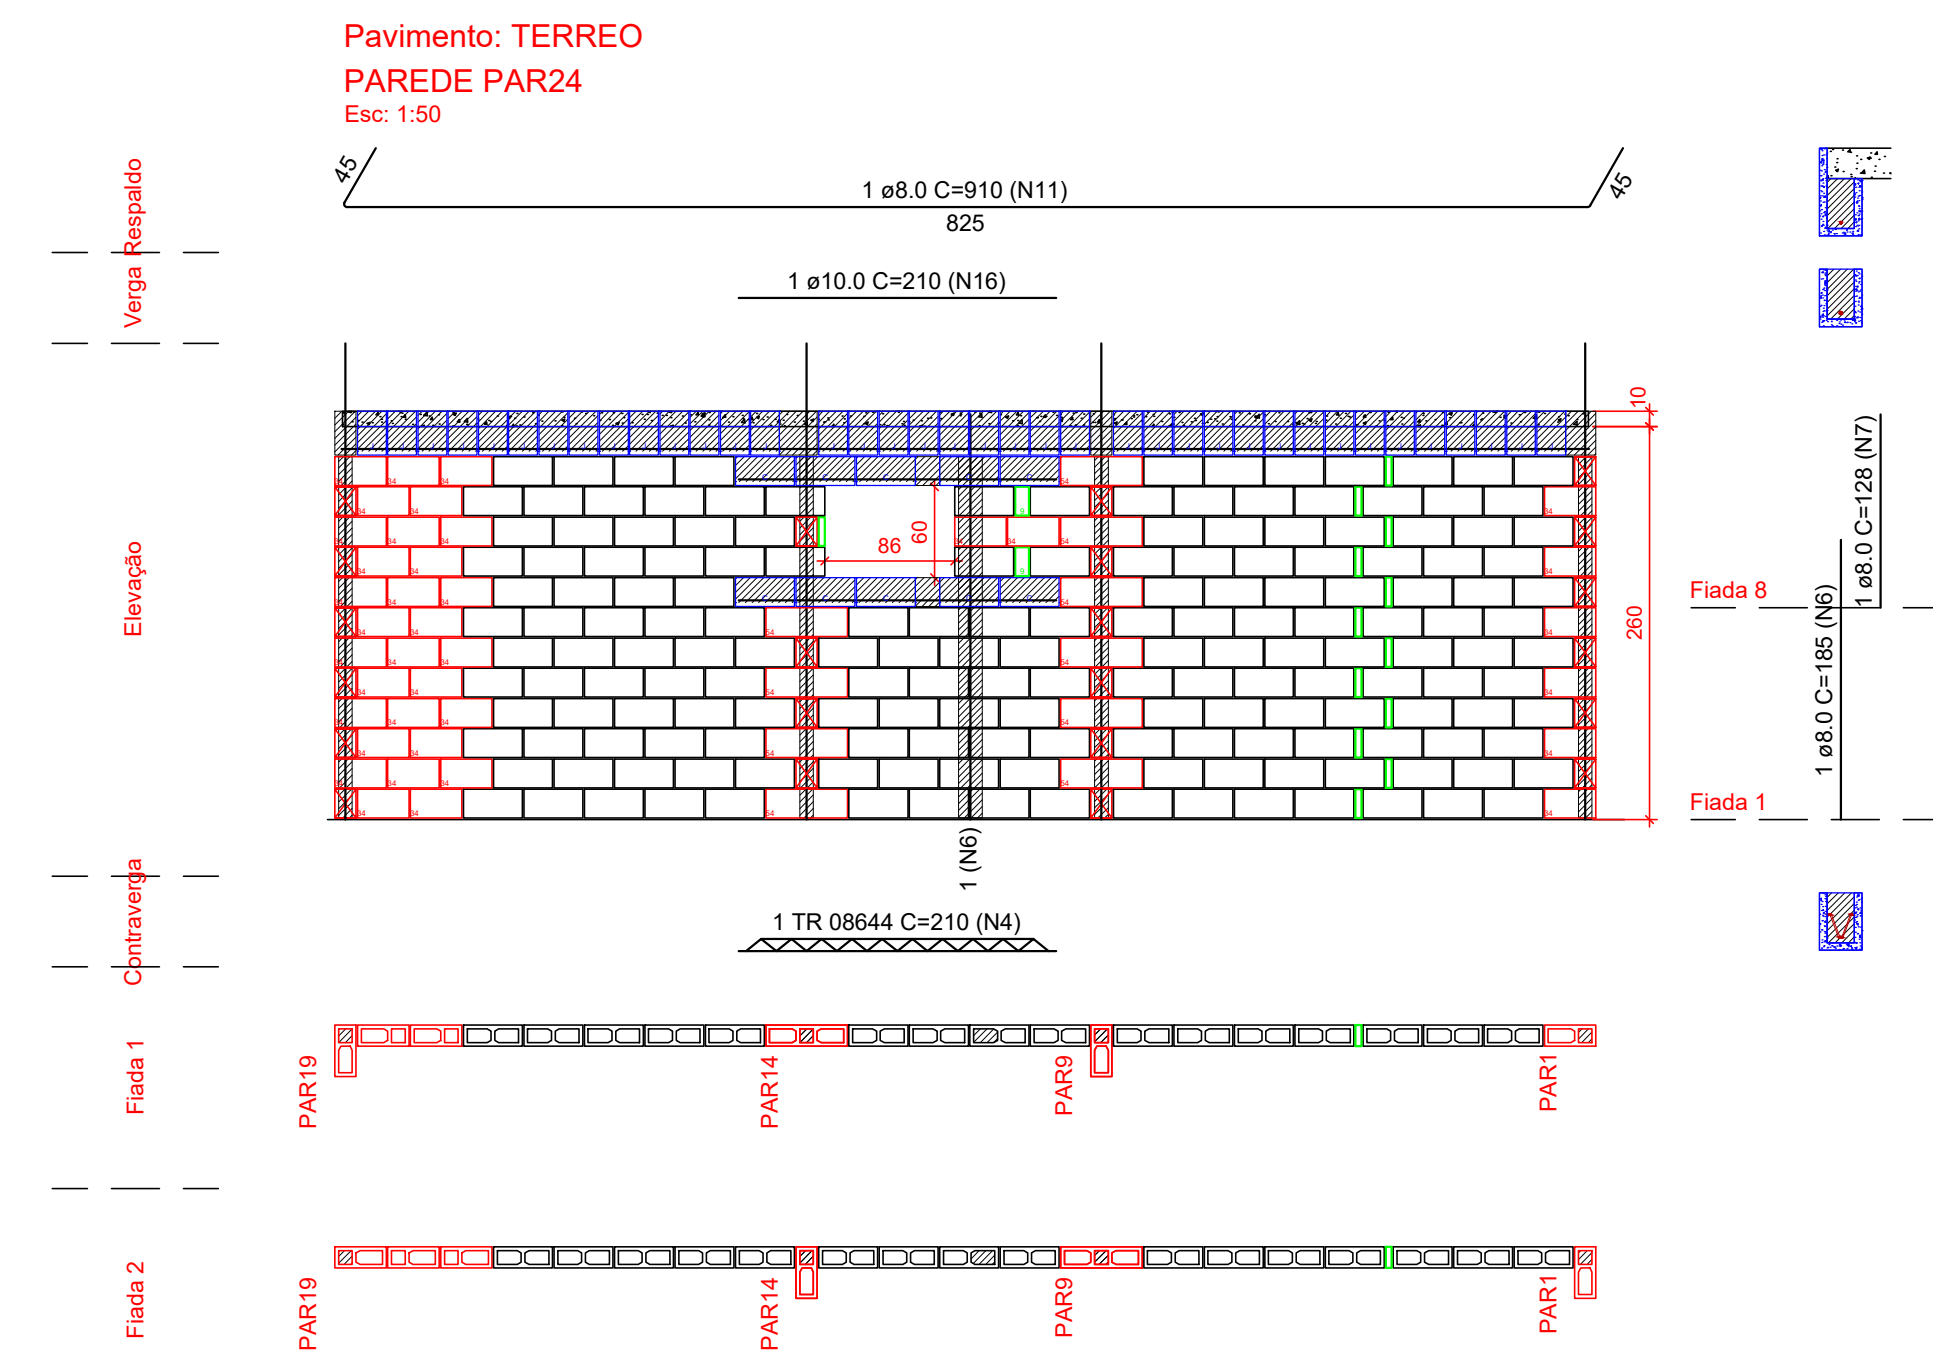 Pavimento: TERREO
PAREDE PAR24
Esc: 1:50
Respaldo
45
1 ø8.0 C=910 (N11)
825
45
Verga
1 ø10.0 C=210 (N16)
Elevação
86
60
10
260
Fiada 8
Fiada 1
1 ø8.0 C=185 (N6)
1 ø8.0 C=128 (N7)
1 (N6)
Contraverga
1 TR 08644 C=210 (N4)
Fiada 1
PAR19
PAR14
PAR9
PAR1
Fiada 2
PAR19
PAR14
PAR9
PAR1